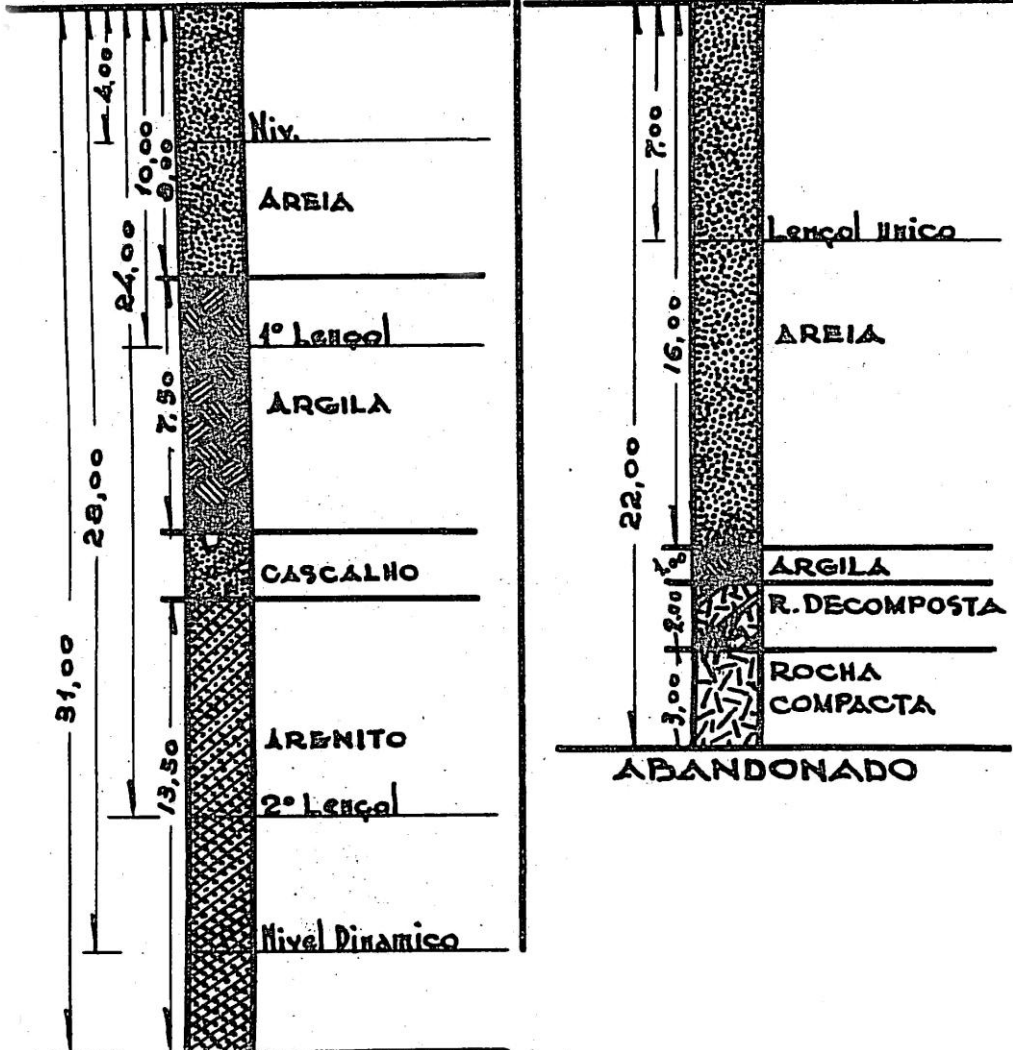 4,00
Niv.
10,00
8,00
AREIA
24,00
1º Lençol
7,50
ARGILA
28,00
CASCALHO
31,00
13,50
ARENITO
2º Lençol
Nivel Dinamico
7.00
Lençol Unico
16,00
AREIA
22,00
ARGILA
2.00
R. DECOMPOSTA
3,00
ROCHA
COMPACTA
ABANDONADO